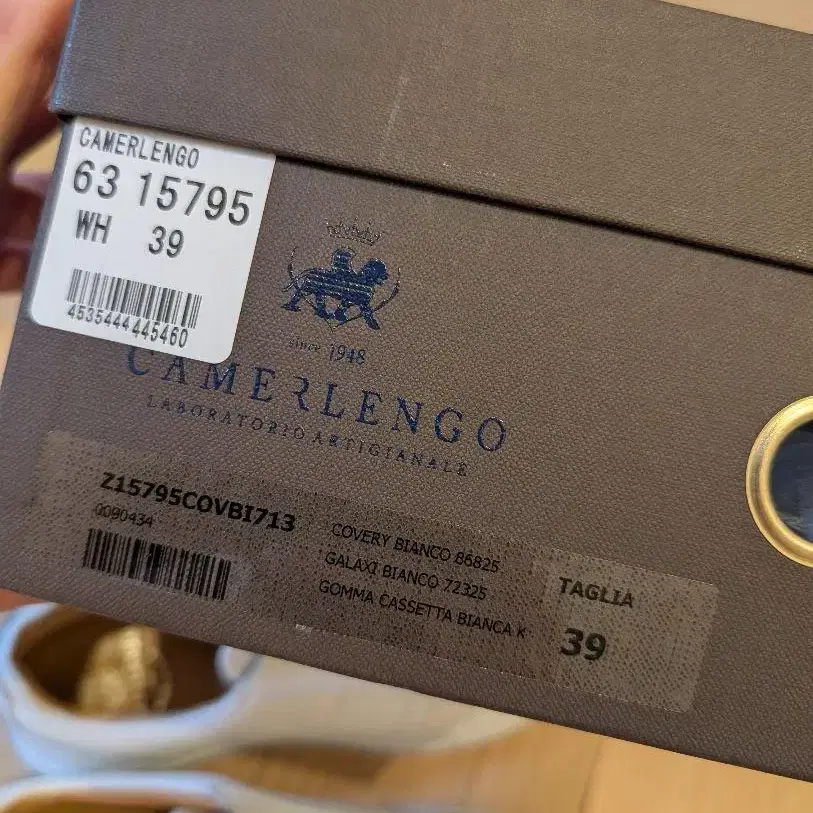 CAMERLENGO
63 15795
WH 39
4535444445460
since 1948
CAMERLENGO
LABORATORIO ARTIGIANALE
Z15795COVBI713
0090434
COVERY BIANCO 86825
GALAXI BIANCO 72325
GOMMA CASSETTA BIANCA K
TAGLIA
39